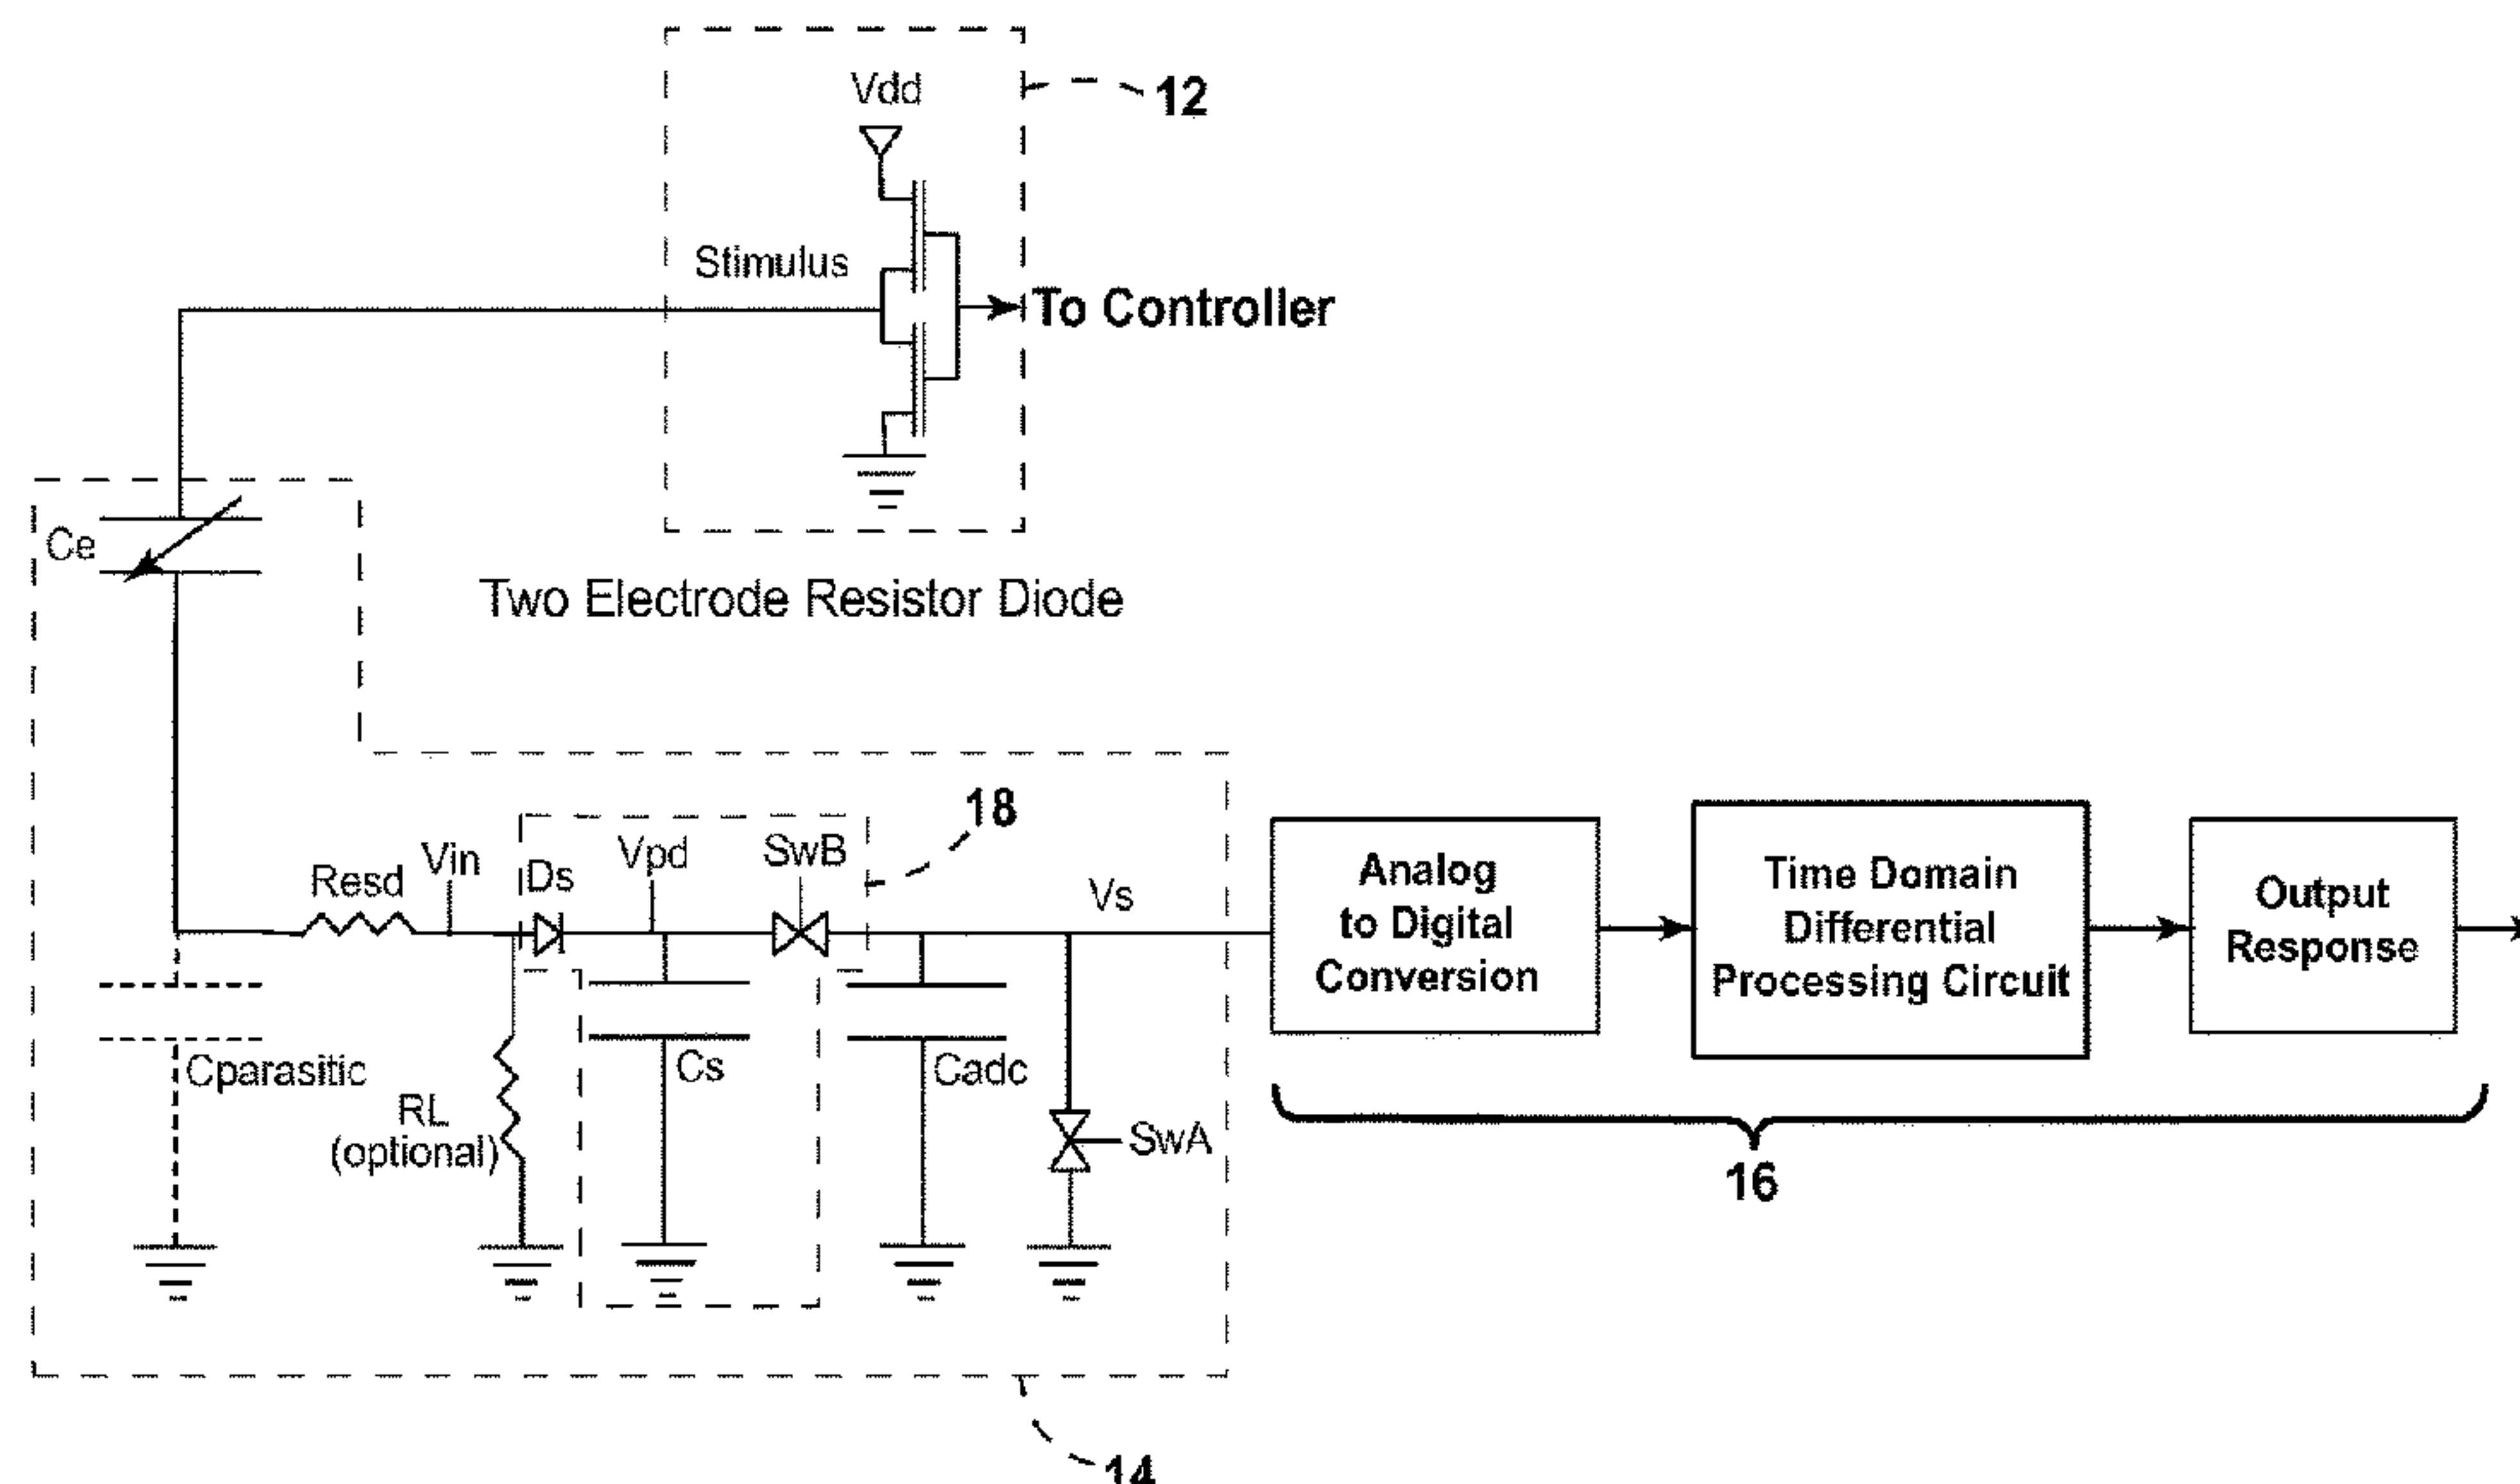 Vdd
12
Stimulus
To Controller
Ce
Two Electrode Resistor Diode
18
Resd
Vin
Ds
Vpd
SwB
Vs
Analog
to Digital
Conversion
Time Domain
Differential
Processing Circuit
Output
Response
Cparasitic
RL
(optional)
Cs
Cadc
SwA
16
14